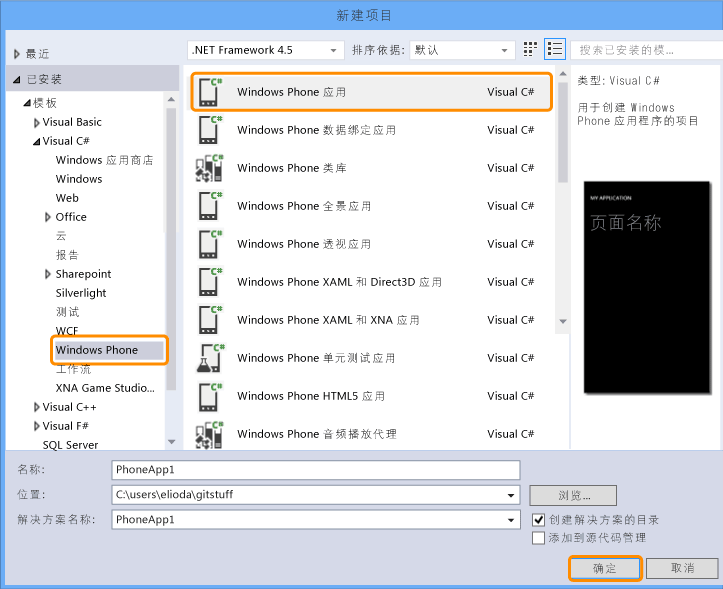 新建项目
最近
.NET Framework 4.5
排序依据:
默认
搜索已安装的模...
已安装
模板
Visual Basic
Visual C#
Windows 应用商店
Windows
Web
Office
云
报告
Sharepoint
Silverlight
测试
WCF
Windows Phone
工作流
XNA Game Studio...
Visual C++
Visual F#
SQL Server
C# Windows Phone 应用 Visual C#
C# Windows Phone 数据绑定应用 Visual C#
C# Windows Phone 类库 Visual C#
C# Windows Phone 全景应用 Visual C#
C# Windows Phone 透视应用 Visual C#
C# Windows Phone XAML 和 Direct3D 应用 Visual C#
C# Windows Phone XAML 和 XNA 应用 Visual C#
C# Windows Phone 单元测试应用 Visual C#
C# Windows Phone HTML5 应用 Visual C#
C# Windows Phone 音频播放代理 Visual C#
类型: Visual C#
用于创建 Windows
Phone 应用程序的项目
MY APPLICATION
页面名称
名称: PhoneApp1
位置: C:\users\elioda\gitstuff 浏览...
解决方案名称: PhoneApp1 创建解决方案的目录
添加到源代码管理
确定 取消